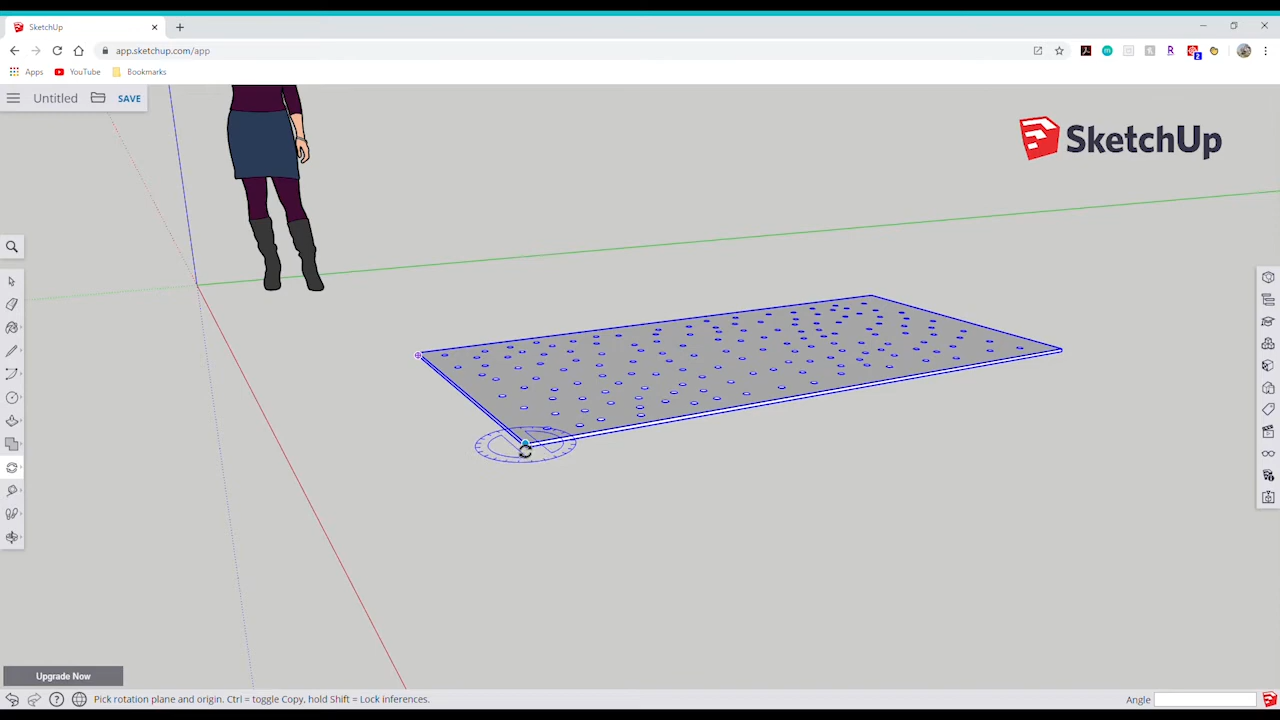 SketchUp
app.sketchup.com/app
R
2
Apps
YouTube
Bookmarks
Untitled
SAVE
SketchUp
Upgrade Now
Pick rotation plane and origin. Ctrl = toggle Copy, hold Shift = Lock inferences.
Angle